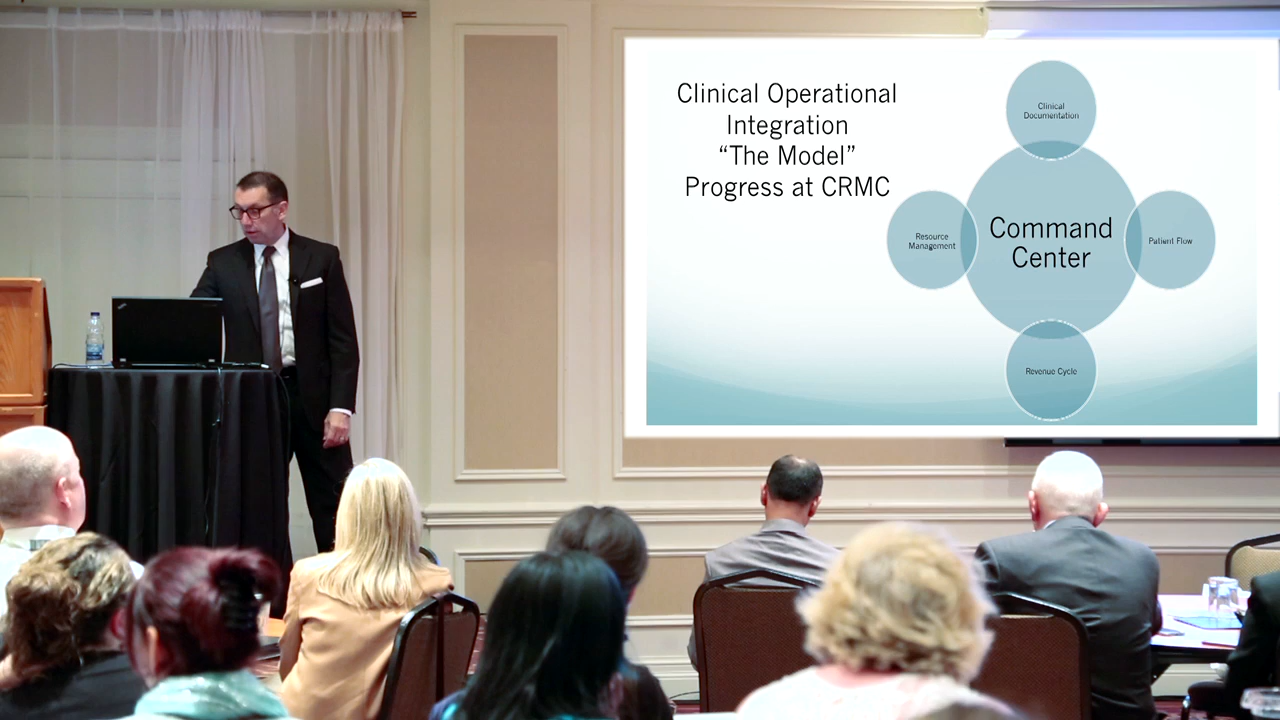 Clinical Operational
Integration
“The Model”
Progress at CRMC
Clinical
Documentation
Resource
Management
Command
Center
Patient Flow
Revenue Cycle